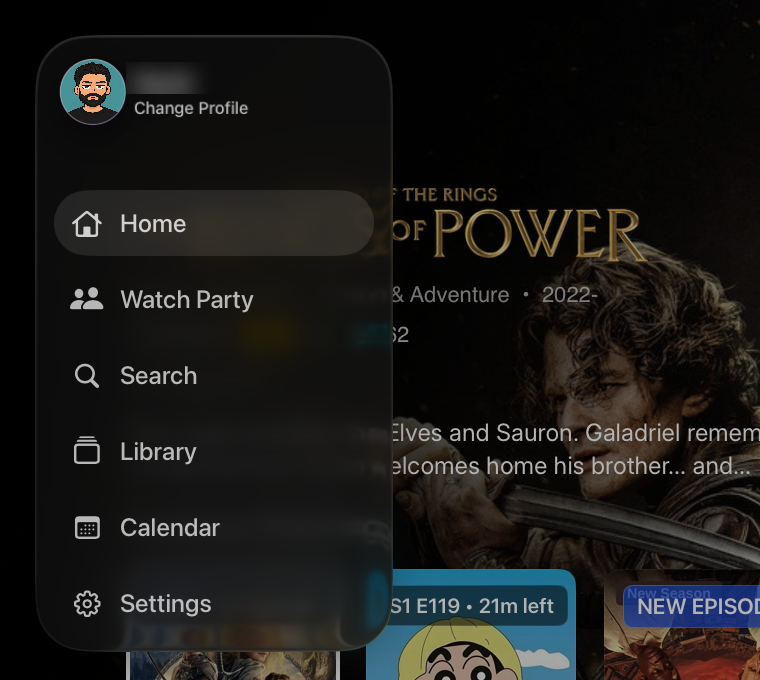 Change Profile
Home
Watch Party
Search
Library
Calendar
Settings
F THE RINGS
OF POWER
& Adventure • 2022-
62
Elves and Sauron. Galadriel remem
elcomes home his brother... and...
S1 E119 • 21m left
New Season
NEW EPISOD